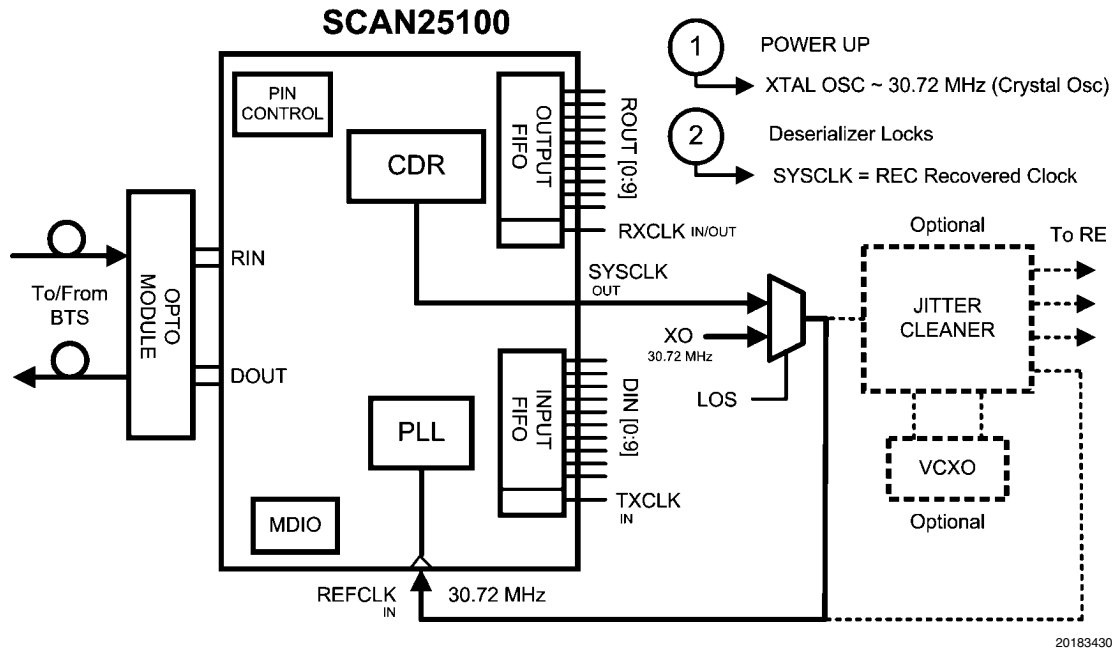 SCAN25100
1
POWER UP
XTAL OSC ~ 30.72 MHz (Crystal Osc)
2
Deserializer Locks
SYSCLK = REC Recovered Clock
PIN
CONTROL
CDR
OUTPUT
FIFO
ROUT [0:9]
RXCLK IN/OUT
OPTO
MODULE
To/From
BTS
RIN
DOUT
SYSCLK
OUT
XO
30.72 MHz
LOS
Optional
JITTER
CLEANER
To RE
VCXO
Optional
PLL
INPUT
FIFO
DIN [0:9]
TXCLK
IN
MDIO
REFCLK
IN
30.72 MHz
20183430